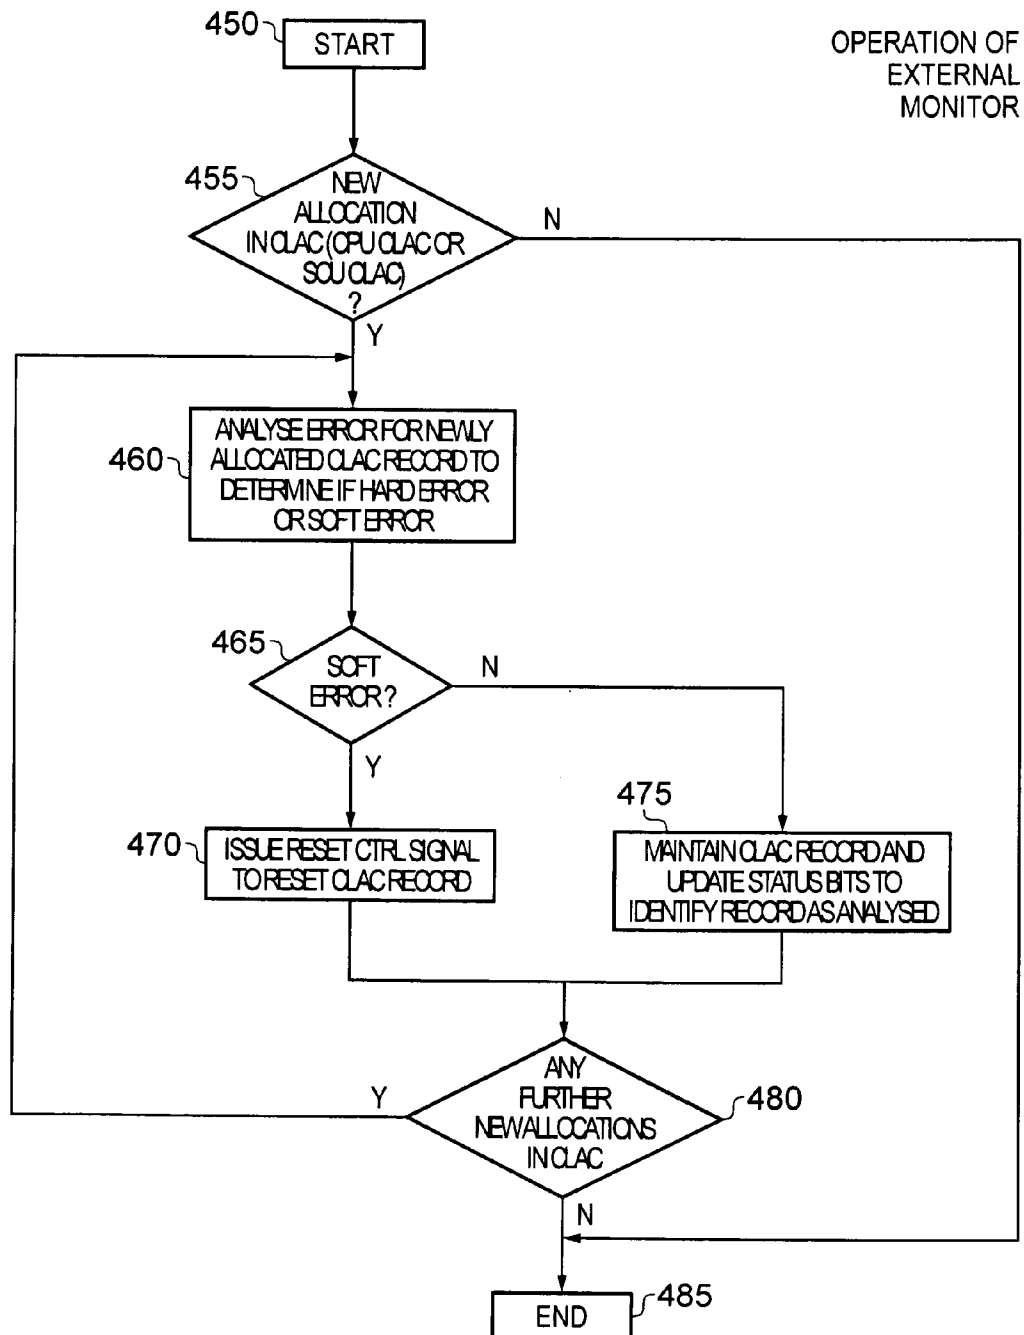 450
START
OPERATION OF
EXTERNAL
MONITOR
455
NEW
ALLOCATION
IN CLAC (CPU CLAC OR
SCU CLAC)
?
N
Y
460
ANALYSE ERROR FOR NEWLY
ALLOCATED CLAC RECORD TO
DETERMINE IF HARD ERROR
OR SOFT ERROR
465
SOFT
ERROR?
N
Y
470
ISSUE RESET CTRL SIGNAL
TO RESET CLAC RECORD
475
MAINTAIN CLAC RECORD AND
UPDATE STATUS BITS TO
IDENTIFY RECORD AS ANALYSED
480
ANY
FURTHER
NEW ALLOCATIONS
IN CLAC
Y
N
END
485